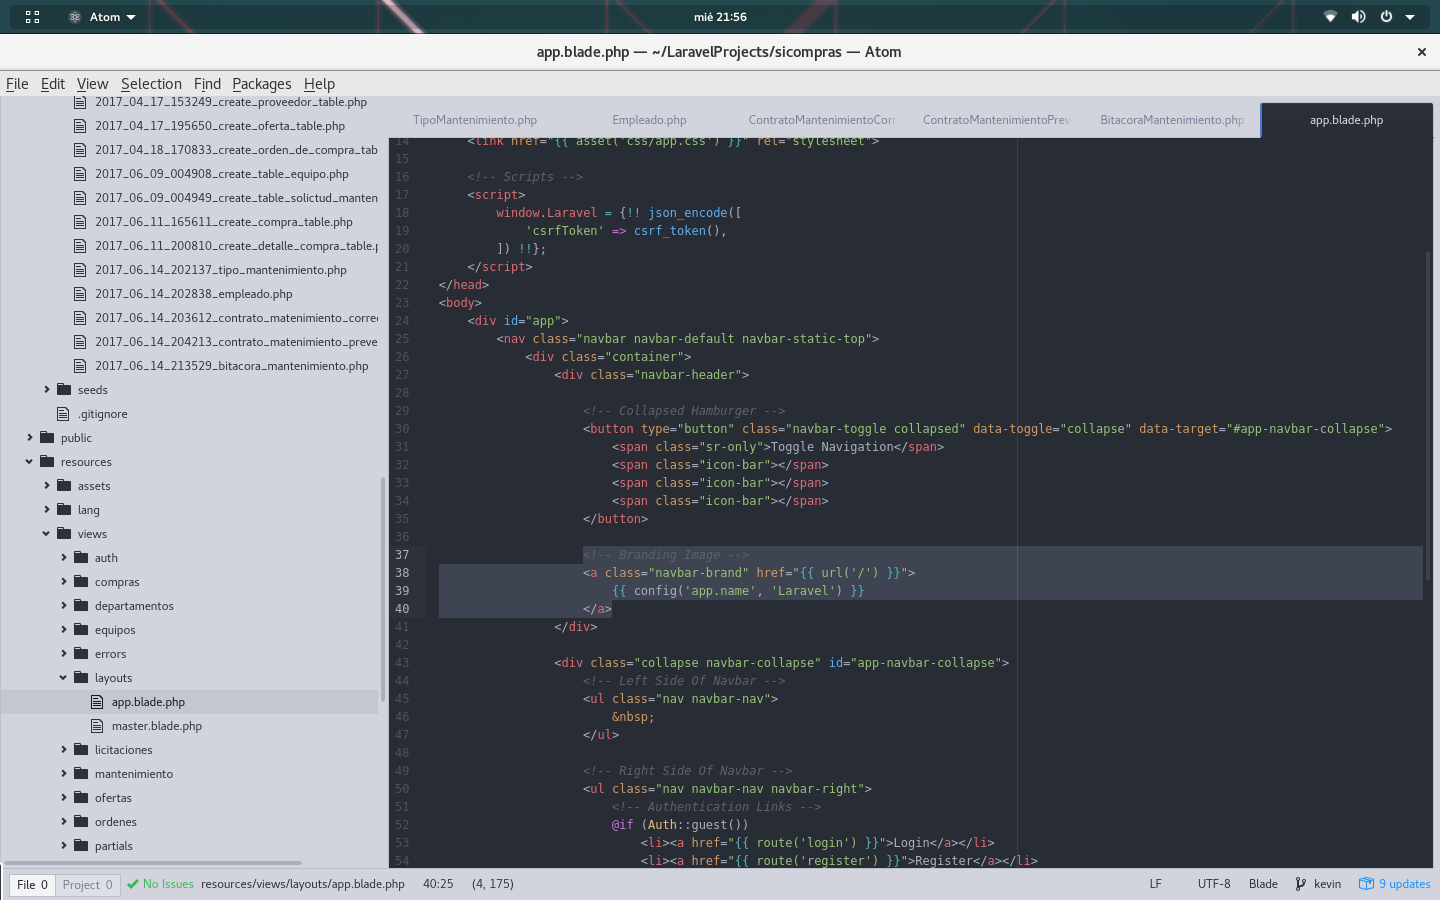 Atom
mié 21:56
app.blade.php — ~/LaravelProjects/sicompras — Atom
File Edit View Selection Find Packages Help
2017_04_17_153249_create_proveedor_table.php
2017_04_17_195650_create_oferta_table.php
2017_04_18_170833_create_orden_de_compra_tab
2017_06_09_004908_create_table_equipo.php
2017_06_09_004949_create_table_solictud_manten
2017_06_11_165611_create_compra_table.php
2017_06_11_200810_create_detalle_compra_table.p
2017_06_14_202137_tipo_mantenimiento.php
2017_06_14_202838_empleado.php
2017_06_14_203612_contrato_matenimiento_corre
2017_06_14_204213_contrato_matenimiento_preve
2017_06_14_213529_bitacora_mantenimiento.php
seeds
.gitignore
public
resources
assets
lang
views
auth
compras
departamentos
equipos
errors
layouts
app.blade.php
master.blade.php
licitaciones
mantenimiento
ofertas
ordenes
partials
TipoMantenimiento.php Empleado.php ContratoMantenimientoCorr ContratoMantenimientoPrev BitacoraMantenimiento.php app.blade.php
14 <link href="{{ asset('css/app.css') }}" rel="stylesheet">
15
16 <!-- Scripts -->
17 <script>
18 window.Laravel = {!! json_encode([
19 'csrfToken' => csrf_token(),
20 ]) !!};
21 </script>
22 </head>
23 <body>
24 <div id="app">
25 <nav class="navbar navbar-default navbar-static-top">
26 <div class="container">
27 <div class="navbar-header">
28
29 <!-- Collapsed Hamburger -->
30 <button type="button" class="navbar-toggle collapsed" data-toggle="collapse" data-target="#app-navbar-collapse">
31 <span class="sr-only">Toggle Navigation</span>
32 <span class="icon-bar"></span>
33 <span class="icon-bar"></span>
34 <span class="icon-bar"></span>
35 </button>
36
37 <!-- Branding Image -->
38 <a class="navbar-brand" href="{{ url('/') }}">
39 {{ config('app.name', 'Laravel') }}
40 </a>
41 </div>
42
43 <div class="collapse navbar-collapse" id="app-navbar-collapse">
44 <!-- Left Side Of Navbar -->
45 <ul class="nav navbar-nav">
46 &nbsp;
47 </ul>
48
49 <!-- Right Side Of Navbar -->
50 <ul class="nav navbar-nav navbar-right">
51 <!-- Authentication Links -->
52 @if (Auth::guest())
53 <li><a href="{{ route('login') }}">Login</a></li>
54 <li><a href="{{ route('register') }}">Register</a></li>
File 0 Project 0 No Issues resources/views/layouts/app.blade.php 40:25 (4, 175) LF UTF-8 Blade kevin 9 updates